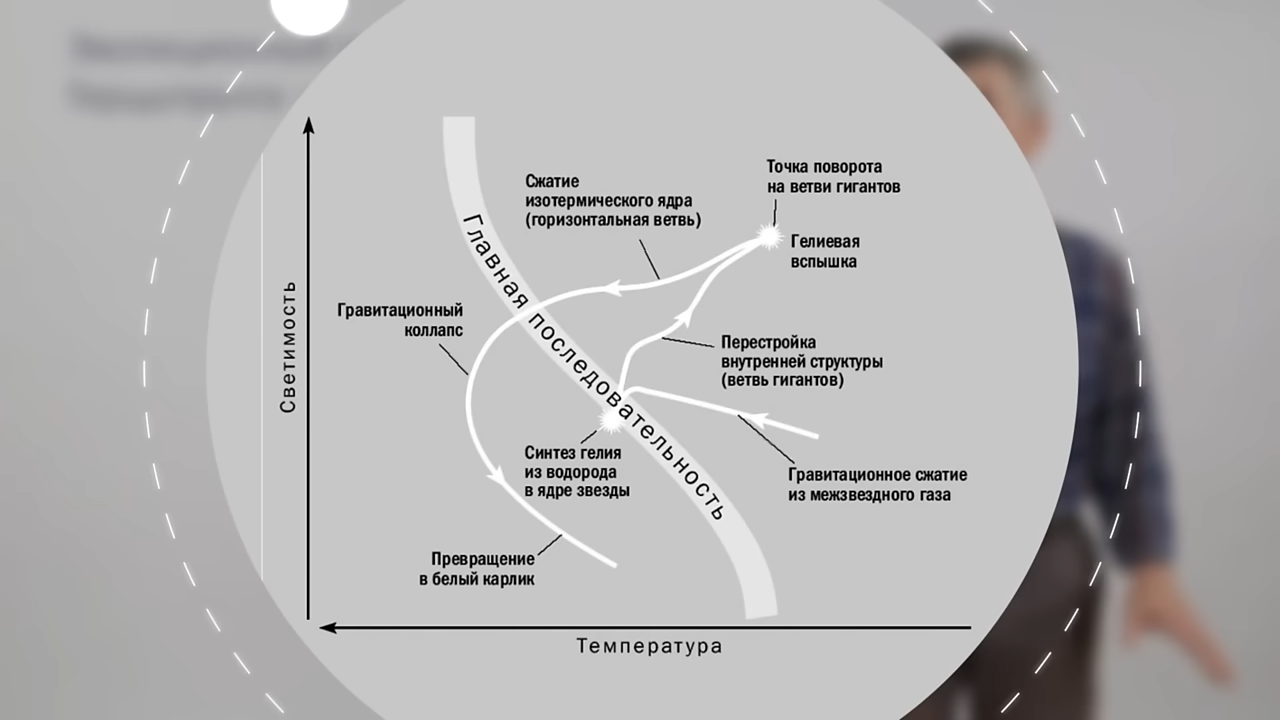 Точка поворота
на ветви гигантов
Сжатие
изотермического ядра
(горизонтальная ветвь)
Гелиевая
вспышка
Главная последовательность
Гравитационный
коллапс
Светимость
Перестройка
внутренней структуры
(ветвь гигантов)
Синтез гелия
из водорода
в ядре звезды
Гравитационное сжатие
из межзвездного газа
Превращение
в белый карлик
Температура